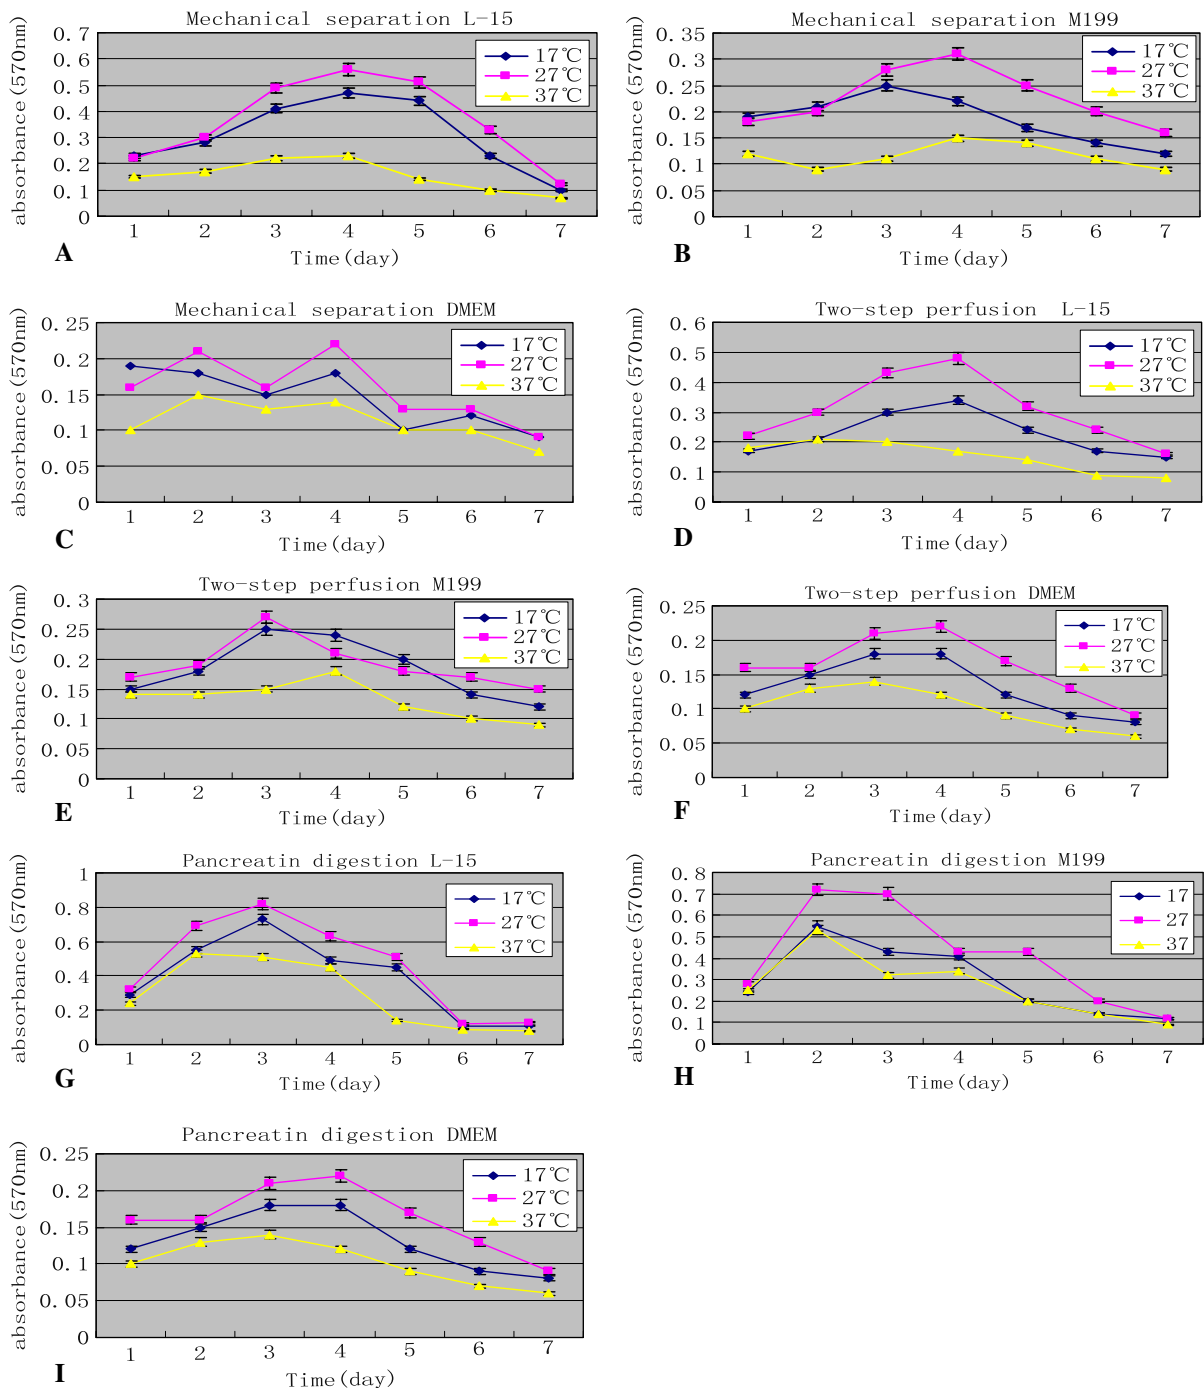 Mechanical separation L-15
absorbance(570nm)
0.7
0.6
0.5
0.4
0.3
0.2
0.1
0
17℃
27℃
37℃
1 2 3 4 5 6 7
Time(day)
A
Mechanical separation M199
absorbance(570nm)
0.35
0.3
0.25
0.2
0.15
0.1
0.05
0
17℃
27℃
37℃
1 2 3 4 5 6 7
Time(day)
B
Mechanical separation DMEM
absorbance(570nm)
0.25
0.2
0.15
0.1
0.05
0
17℃
27℃
37℃
1 2 3 4 5 6 7
Time(day)
C
Two-step perfusion L-15
absorbance(570nm)
0.6
0.5
0.4
0.3
0.2
0.1
0
17℃
27℃
37℃
1 2 3 4 5 6 7
Time(day)
D
Two-step perfusion M199
absorbance(570nm)
0.3
0.25
0.2
0.15
0.1
0.05
0
17℃
27℃
37℃
1 2 3 4 5 6 7
Time(day)
E
Two-step perfusion DMEM
absorbance(570nm)
0.25
0.2
0.15
0.1
0.05
0
17℃
27℃
37℃
1 2 3 4 5 6 7
Time(day)
F
Pancreatin digestion L-15
absorbance(570nm)
1
0.8
0.6
0.4
0.2
0
17℃
27℃
37℃
1 2 3 4 5 6 7
Time(day)
G
Pancreatin digestion M199
absorbance(570nm)
0.8
0.7
0.6
0.5
0.4
0.3
0.2
0.1
0
17
27
37
1 2 3 4 5 6 7
Time(day)
H
Pancreatin digestion DMEM
absorbance(570nm)
0.25
0.2
0.15
0.1
0.05
0
17℃
27℃
37℃
1 2 3 4 5 6 7
Time(day)
I